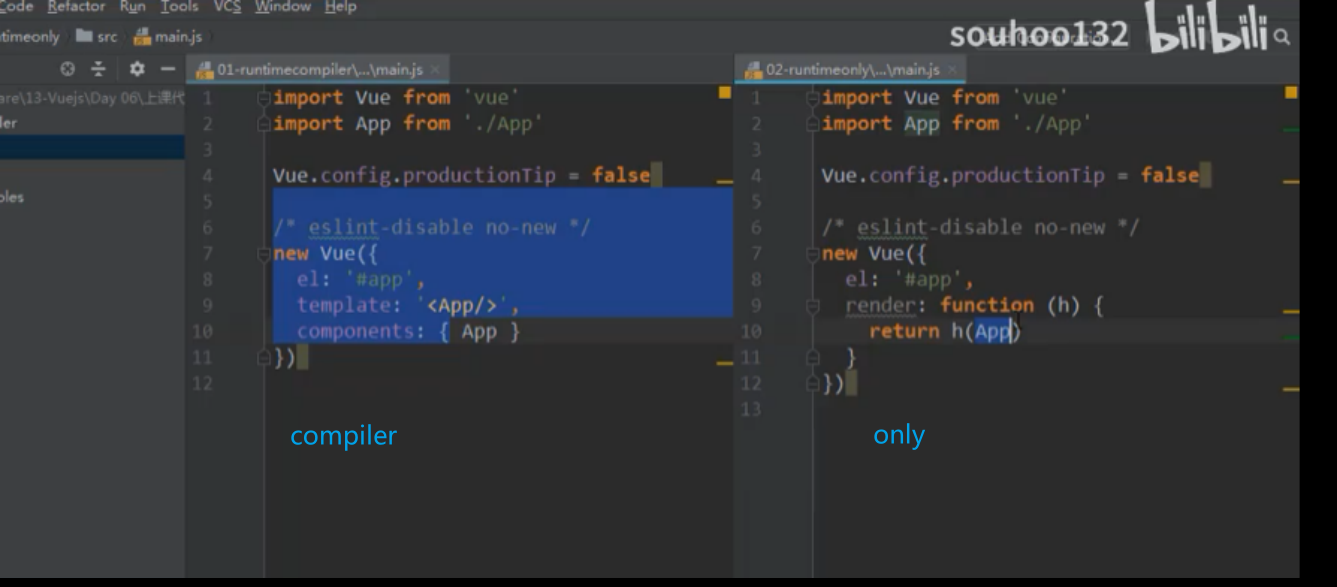 Code Refactor Run Tools VCS Window Help
timeonly src main.js
souhoo132 bilibili
01-runtimecompiler\...\main.js
02-runtimeonly\...\main.js
are\13-Vuejs\Day 06\上课代
ler
ples
1 import Vue from 'vue'
2 import App from './App'
3
4 Vue.config.productionTip = false
5
6 /* eslint-disable no-new */
7 new Vue({
8 el: '#app',
9 template: '<App/>',
10 components: { App }
11 })
12
compiler
1 import Vue from 'vue'
2 import App from './App'
3
4 Vue.config.productionTip = false
5
6 /* eslint-disable no-new */
7 new Vue({
8 el: '#app',
9 render: function (h) {
10 return h(App)
11 }
12 })
13
only